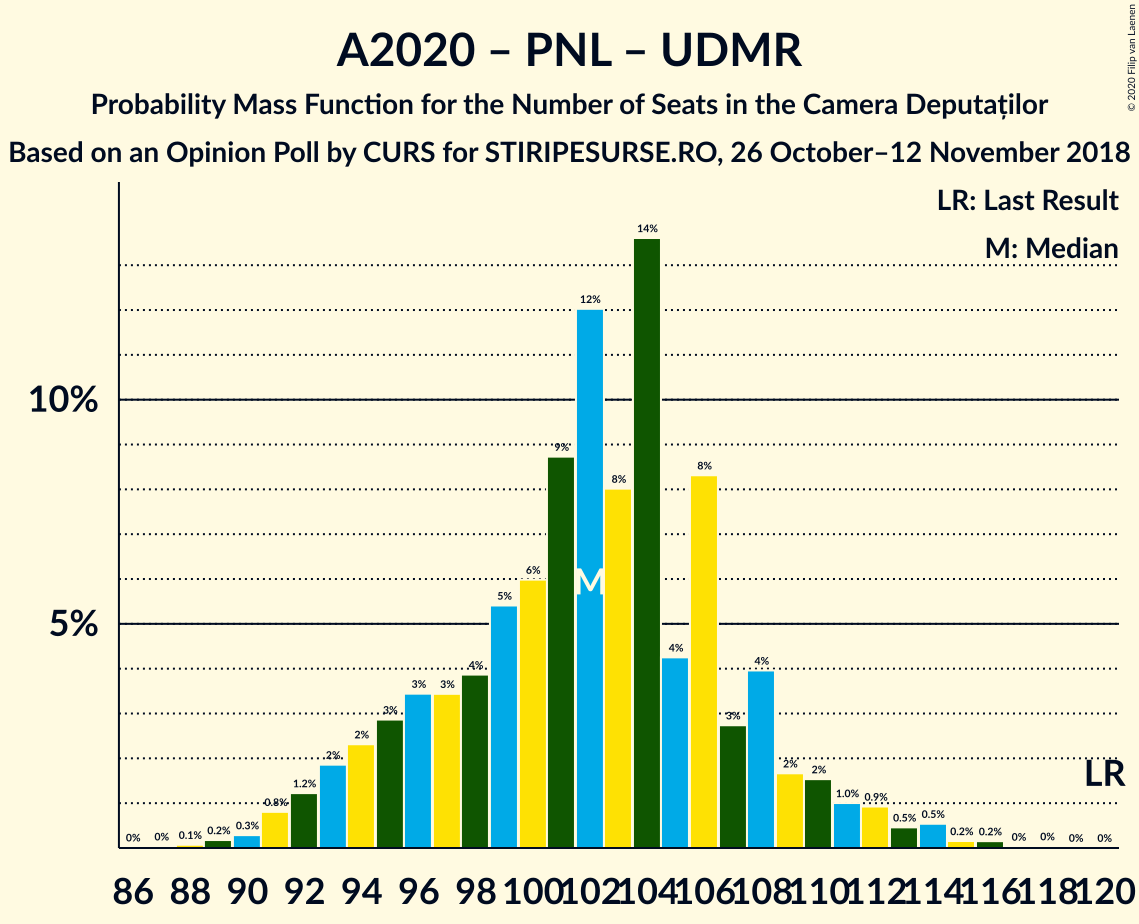 A2020 – PNL – UDMR
Probability Mass Function for the Number of Seats in the Camera Deputaților
Based on an Opinion Poll by CURS for STIRIPESURSE.RO, 26 October–12 November 2018
© 2020 Filip van Laenen
LR: Last Result
M: Median
10%
5%
0% 0% 0.1% 0.2% 0.3% 0.8% 1.2% 2% 2% 3% 3% 3% 4% 5% 6% 9% 12% 8% 14% 4% 8% 3% 4% 2% 2% 1.0% 0.9% 0.5% 0.5% 0.2% 0.2% 0% 0% 0% 0%
M
LR
86 88 90 92 94 96 98 100 102 104 106 108 110 112 114 116 118 120